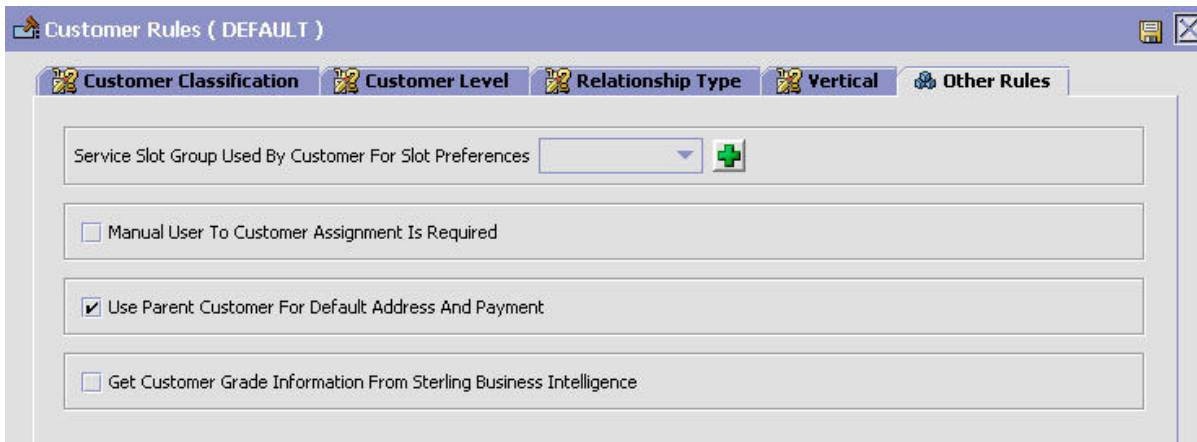 Customer Rules ( DEFAULT )
Customer Classification Customer Level Relationship Type Vertical Other Rules
Service Slot Group Used By Customer For Slot Preferences
Manual User To Customer Assignment Is Required
Use Parent Customer For Default Address And Payment
Get Customer Grade Information From Sterling Business Intelligence